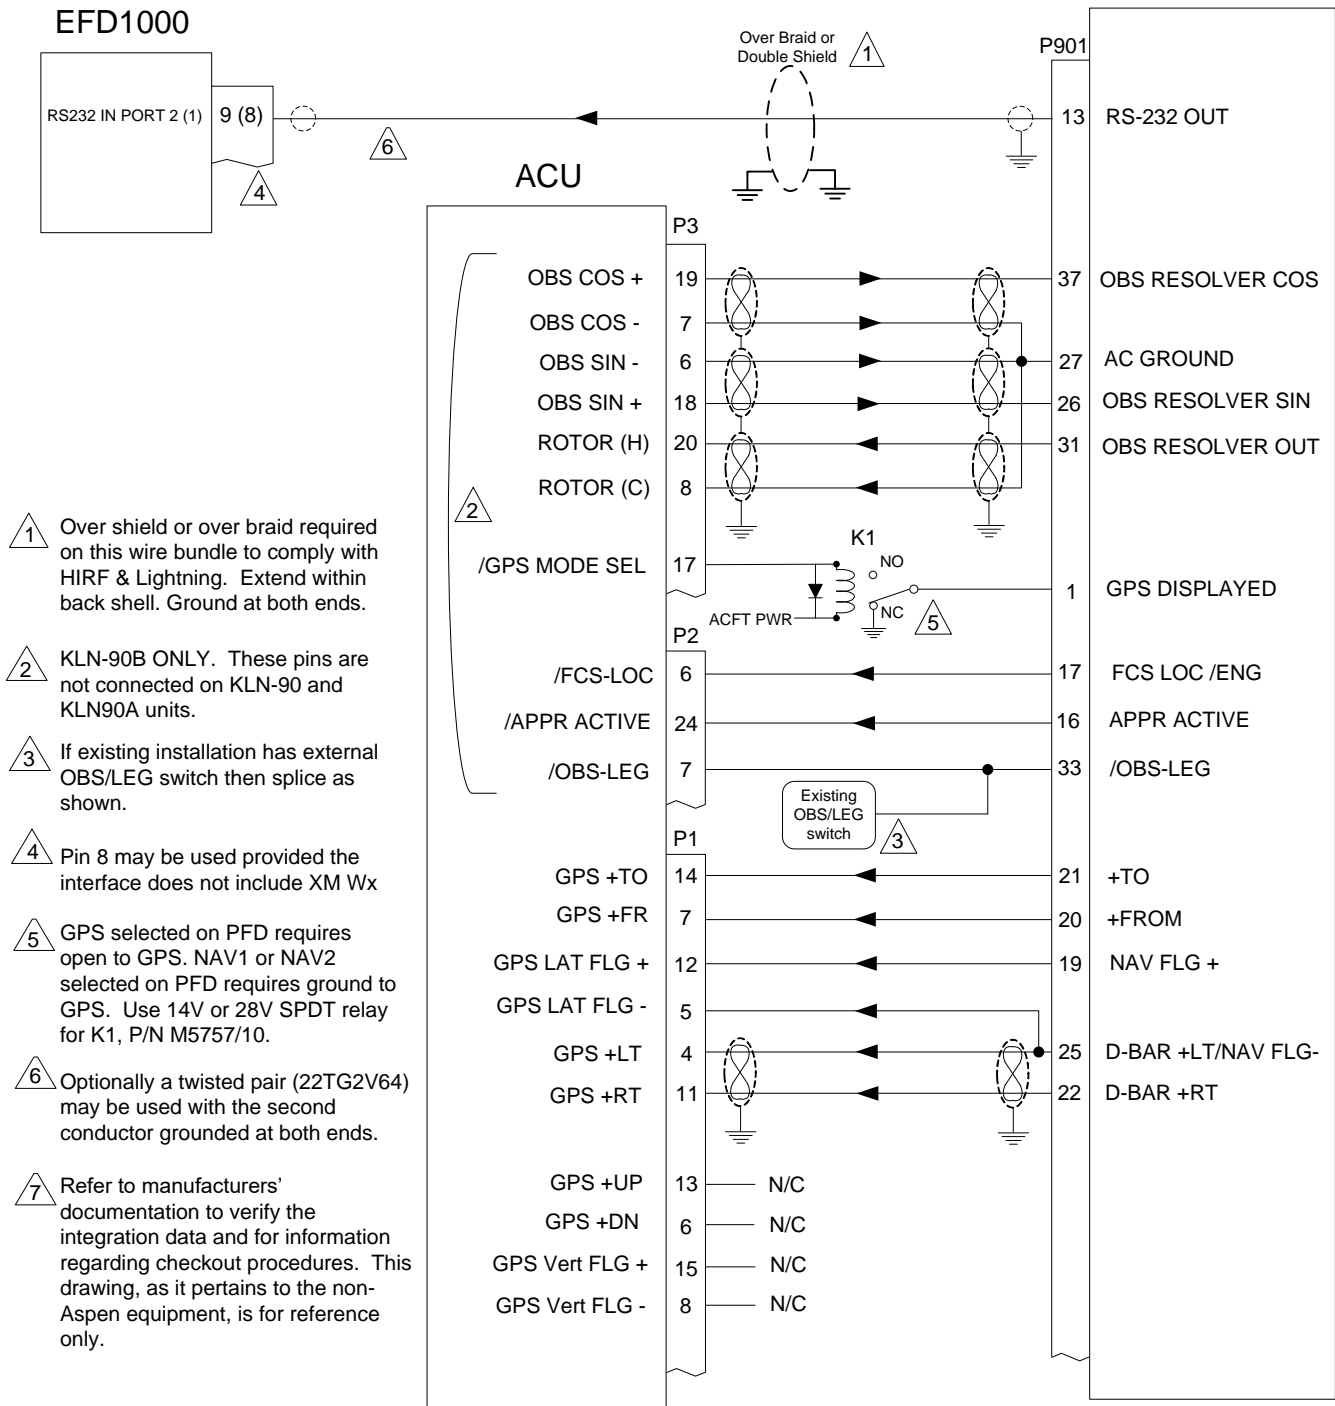 EFD1000
Over Braid or
Double Shield
1
P901
RS232 IN PORT 2 (1)
9 (8)
13
RS-232 OUT
6
4
ACU
P3
OBS COS +
19
37
OBS RESOLVER COS
OBS COS -
7
OBS SIN -
6
27
AC GROUND
OBS SIN +
18
26
OBS RESOLVER SIN
ROTOR (H)
20
31
OBS RESOLVER OUT
ROTOR (C)
8
2
/GPS MODE SEL
17
K1
NO
NC
ACFT PWR
5
1
GPS DISPLAYED
P2
/FCS-LOC
6
17
FCS LOC /ENG
/APPR ACTIVE
24
16
APPR ACTIVE
/OBS-LEG
7
33
/OBS-LEG
Existing
OBS/LEG
switch
3
P1
GPS +TO
14
21
+TO
GPS +FR
7
20
+FROM
GPS LAT FLG +
12
19
NAV FLG +
GPS LAT FLG -
5
GPS +LT
4
25
D-BAR +LT/NAV FLG-
GPS +RT
11
22
D-BAR +RT
GPS +UP
13
N/C
GPS +DN
6
N/C
GPS Vert FLG +
15
N/C
GPS Vert FLG -
8
N/C
1 Over shield or over braid required
on this wire bundle to comply with
HIRF & Lightning. Extend within
back shell. Ground at both ends.
2 KLN-90B ONLY. These pins are
not connected on KLN-90 and
KLN90A units.
3 If existing installation has external
OBS/LEG switch then splice as
shown.
4 Pin 8 may be used provided the
interface does not include XM Wx
5 GPS selected on PFD requires
open to GPS. NAV1 or NAV2
selected on PFD requires ground to
GPS. Use 14V or 28V SPDT relay
for K1, P/N M5757/10.
6 Optionally a twisted pair (22TG2V64)
may be used with the second
conductor grounded at both ends.
7 Refer to manufacturers'
documentation to verify the
integration data and for information
regarding checkout procedures. This
drawing, as it pertains to the non-
Aspen equipment, is for reference
only.